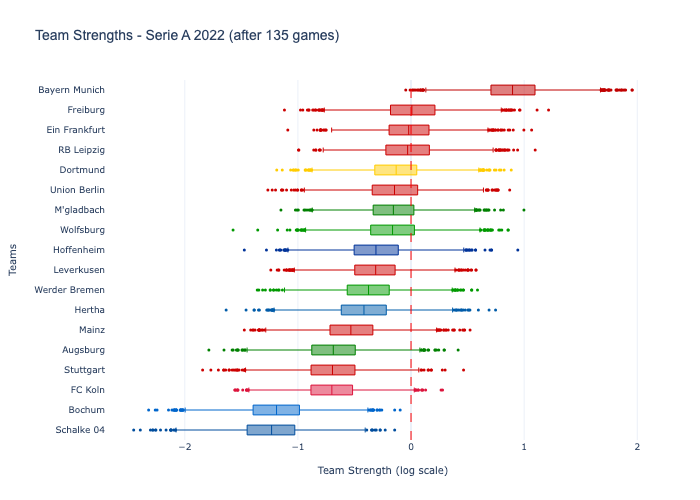 Team Strengths - Serie A 2022 (after 135 games)
Bayern Munich
Freiburg
Ein Frankfurt
RB Leipzig
Dortmund
Union Berlin
M'gladbach
Wolfsburg
Hoffenheim
Leverkusen
Werder Bremen
Hertha
Mainz
Augsburg
Stuttgart
FC Koln
Bochum
Schalke 04
Teams
−2 −1 0 1 2
Team Strength (log scale)